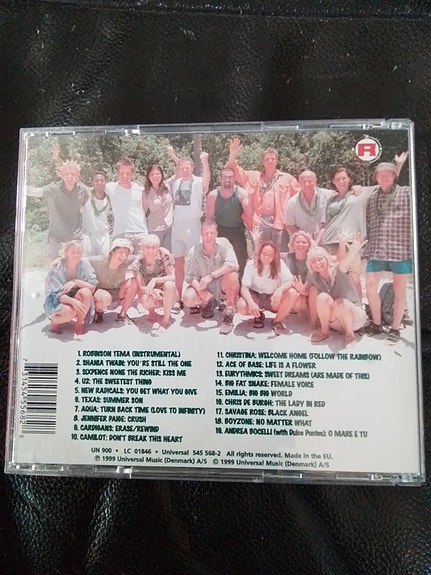 R
1. ROBINSON TEMA (INSTRUMENTAL)
2. SHANIA TWAIN: YOU'RE STILL THE ONE
3. SIXPENCE NONE THE RICHER: KISS ME
4. U2: THE SWEETEST THING
5. NEW RADICALS: YOU GET WHAT YOU GIVE
6. TEXAS: SUMMER SON
7. AQUA: TURN BACK TIME (LOVE TO INFINITY)
8. JENNIFER PAIGE: CRUSH
9. CARDIGANS: ERASE/REWIND
10. CAMILOT: DON'T BREAK THIS HEART
11. CHRISTINA: WELCOME HOME (FOLLOW THE RAINBOW)
12. ACE OF BASE: LIFE IS A FLOWER
13. EURYTHMICS: SWEET DREAMS (ARE MADE OF THIS)
14. BIG FAT SNAKE: FEMALE VOICE
15. EMILIA: BIG BIG WORLD
16. CHRIS DE BURGH: THE LADY IN RED
17. SAVAGE ROSE: BLACK ANGEL
18. BOYZONE: NO MATTER WHAT
19. ANDREA BOCELLI (with Dulce Pontes): O MARE E TU
UN 900 • LC 01846 • Universal 545 568-2 All rights reserved. Made in the EU.
℗ 1999 Universal Music (Denmark) A/S © 1999 Universal Music (Denmark) A/S
7 31454 55682 8